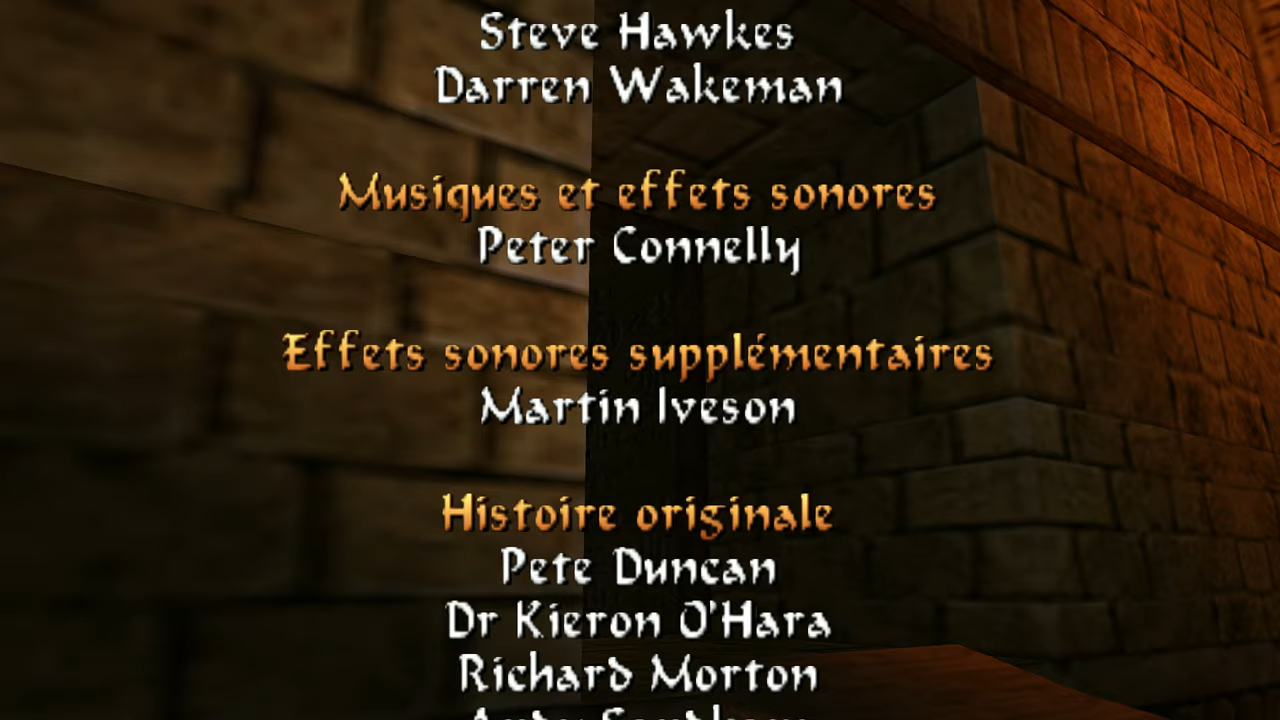 Steve Hawkes
Darren Wakeman
Musiques et effets sonores
Peter Connelly
Effets sonores supplémentaires
Martin Iveson
Histoire originale
Pete Duncan
Dr Kieron O'Hara
Richard Morton